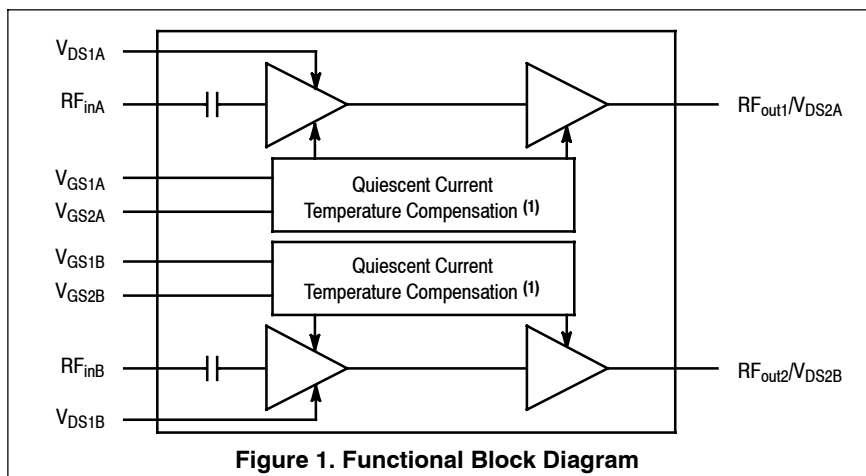 V_DS1A
RF_inA
RF_out1/V_DS2A
V_GS1A
V_GS2A
Quiescent Current
Temperature Compensation (1)
V_GS1B
V_GS2B
Quiescent Current
Temperature Compensation (1)
RF_inB
RF_out2/V_DS2B
V_DS1B
Figure 1. Functional Block Diagram